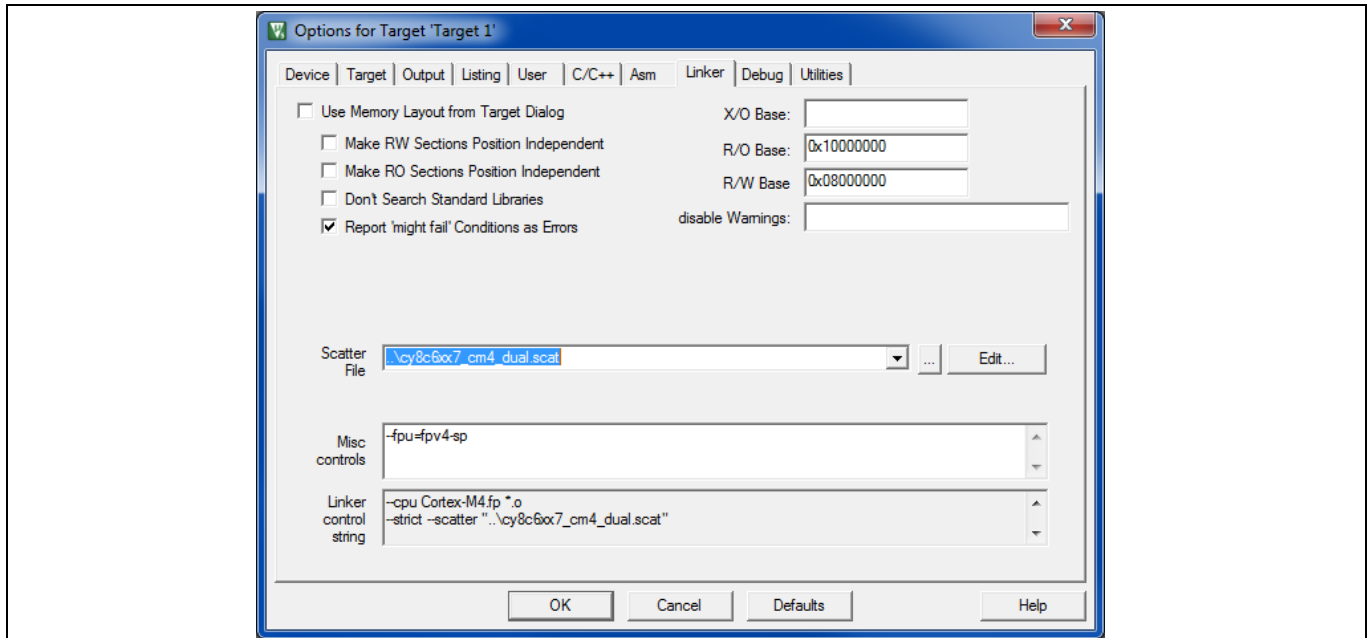 Options for Target 'Target 1'
Device Target Output Listing User C/C++ Asm Linker Debug Utilities
Use Memory Layout from Target Dialog
Make RW Sections Position Independent
Make RO Sections Position Independent
Don't Search Standard Libraries
Report 'might fail' Conditions as Errors
X/O Base:
R/O Base: 0x10000000
R/W Base 0x08000000
disable Warnings:
Scatter
File
..\cy8c6xx7_cm4_dual.scat
... Edit...
Misc
controls
--fpu=fpv4-sp
Linker
control
string
--cpu Cortex-M4.fp *.o
--strict --scatter "..\cy8c6xx7_cm4_dual.scat"
OK Cancel Defaults Help